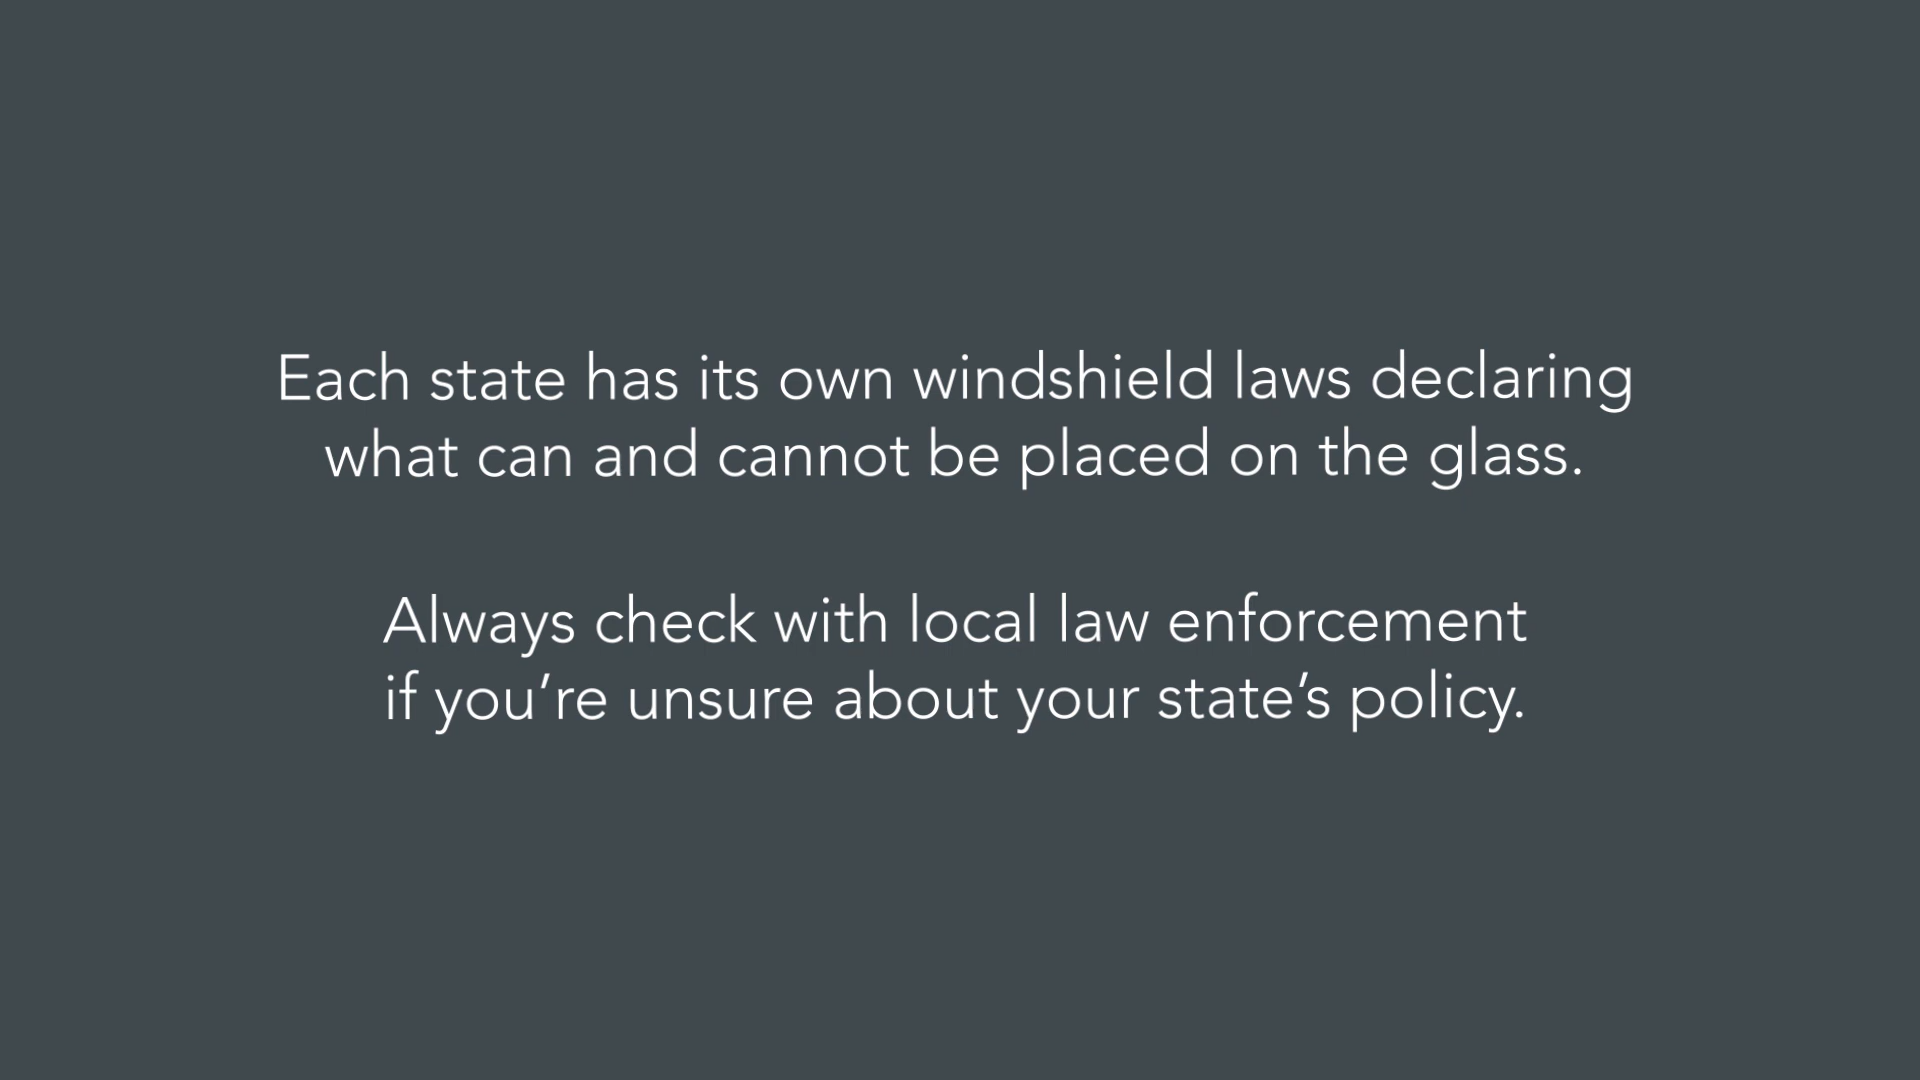 Each state has its own windshield laws declaring
what can and cannot be placed on the glass.
Always check with local law enforcement
if you’re unsure about your state’s policy.